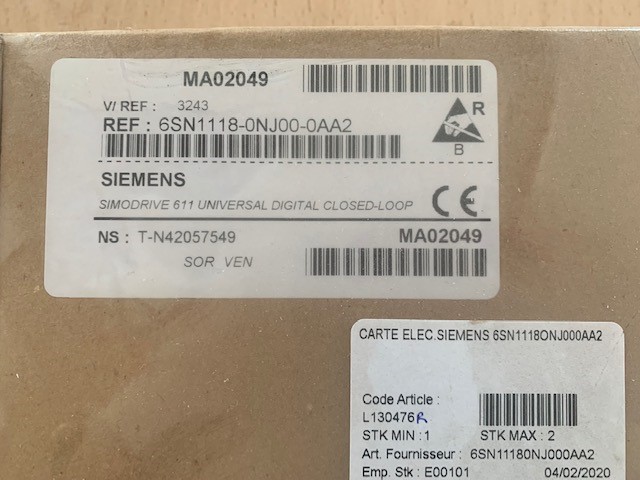 MA02049
V/ REF : 3243
R
REF : 6SN1118-0NJ00-0AA2
B
SIEMENS
SIMODRIVE 611 UNIVERSAL DIGITAL CLOSED-LOOP
CE
NS : T-N42057549
MA02049
SOR VEN
CARTE ELEC.SIEMENS 6SN1118ONJ000AA2
Code Article :
L130476R
STK MIN : 1 STK MAX : 2
Art. Fournisseur : 6SN11180NJ000AA2
Emp. Stk : E00101 04/02/2020